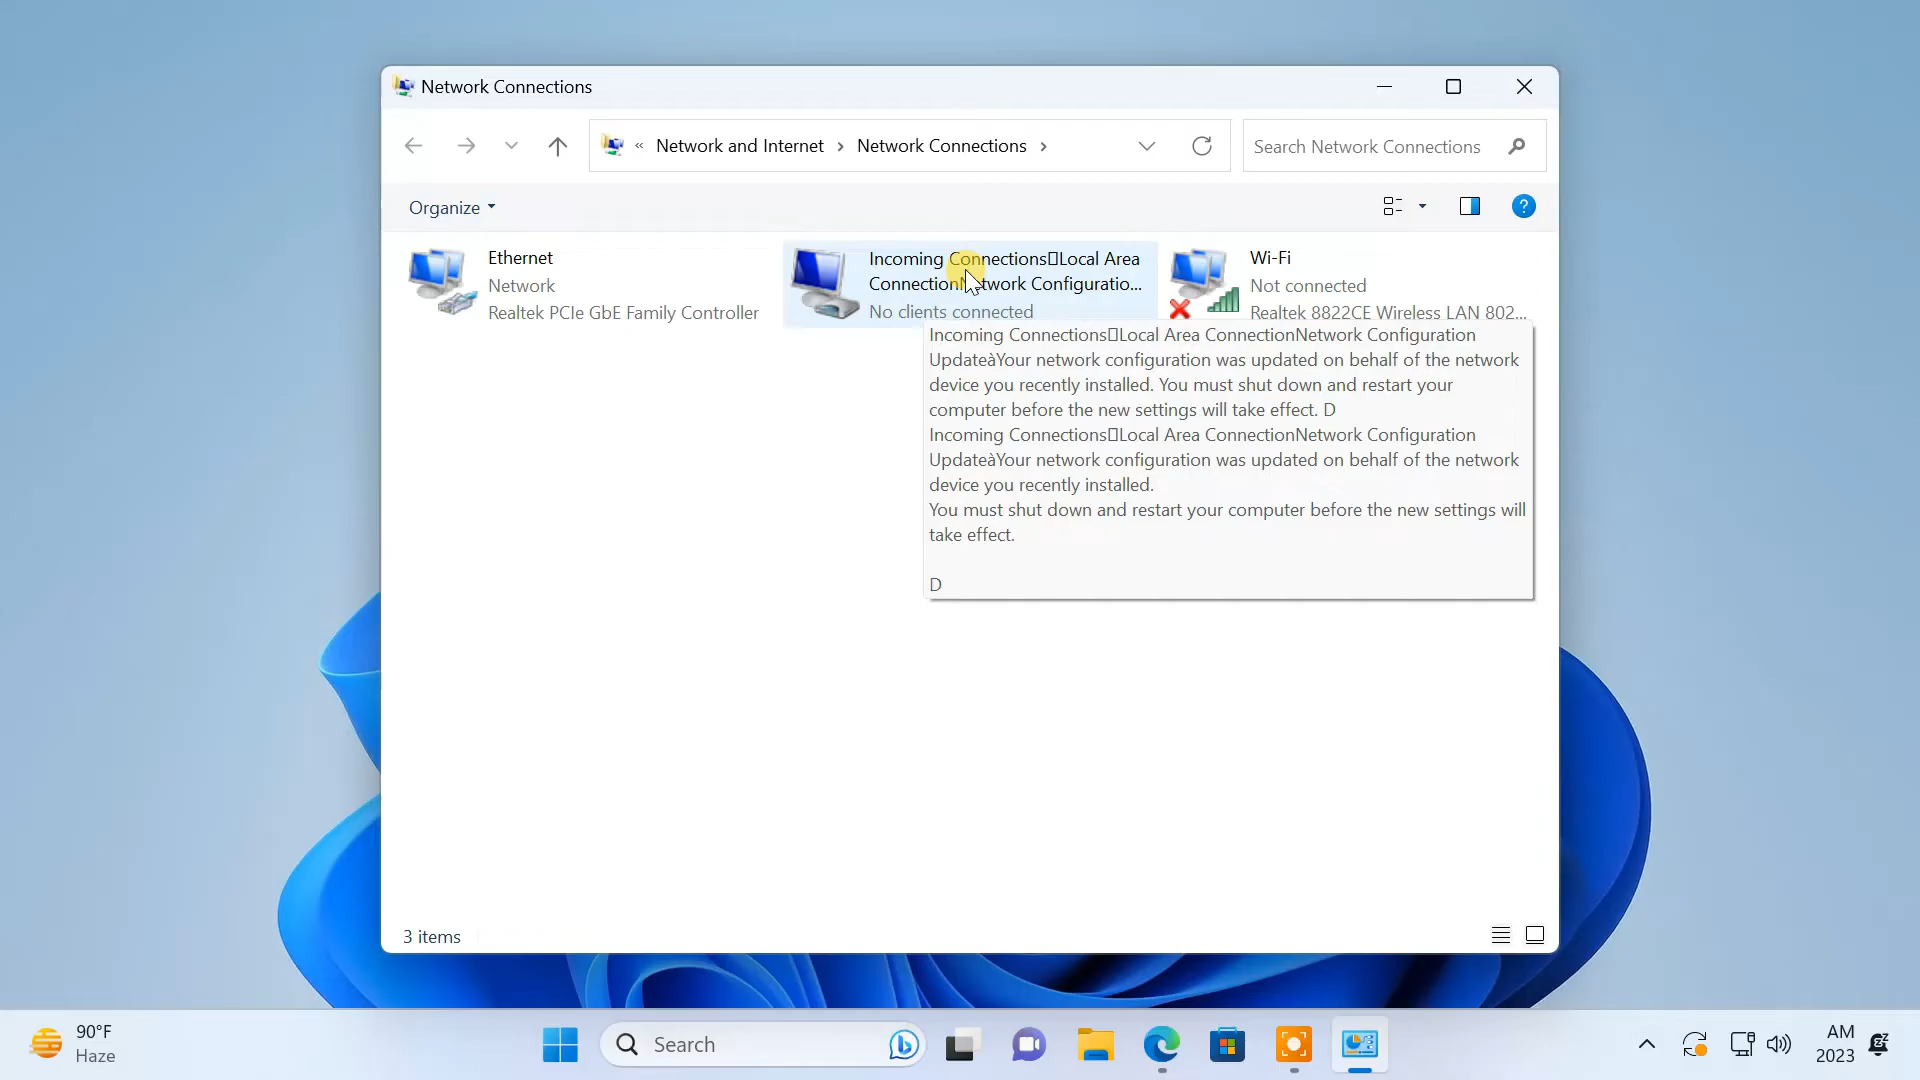 Network Connections
« Network and Internet › Network Connections ›
Search Network Connections
Organize
?
Ethernet
Network
Realtek PCIe GbE Family Controller
Incoming Connections▯Local Area
ConnectionNetwork Configuratio...
No clients connected
Wi-Fi
Not connected
Realtek 8822CE Wireless LAN 802...
Incoming Connections▯Local Area ConnectionNetwork Configuration
UpdateàYour network configuration was updated on behalf of the network
device you recently installed. You must shut down and restart your
computer before the new settings will take effect. D
Incoming Connections▯Local Area ConnectionNetwork Configuration
UpdateàYour network configuration was updated on behalf of the network
device you recently installed.
You must shut down and restart your computer before the new settings will
take effect.
D
3 items
90°F
Haze
Search
AM
2023